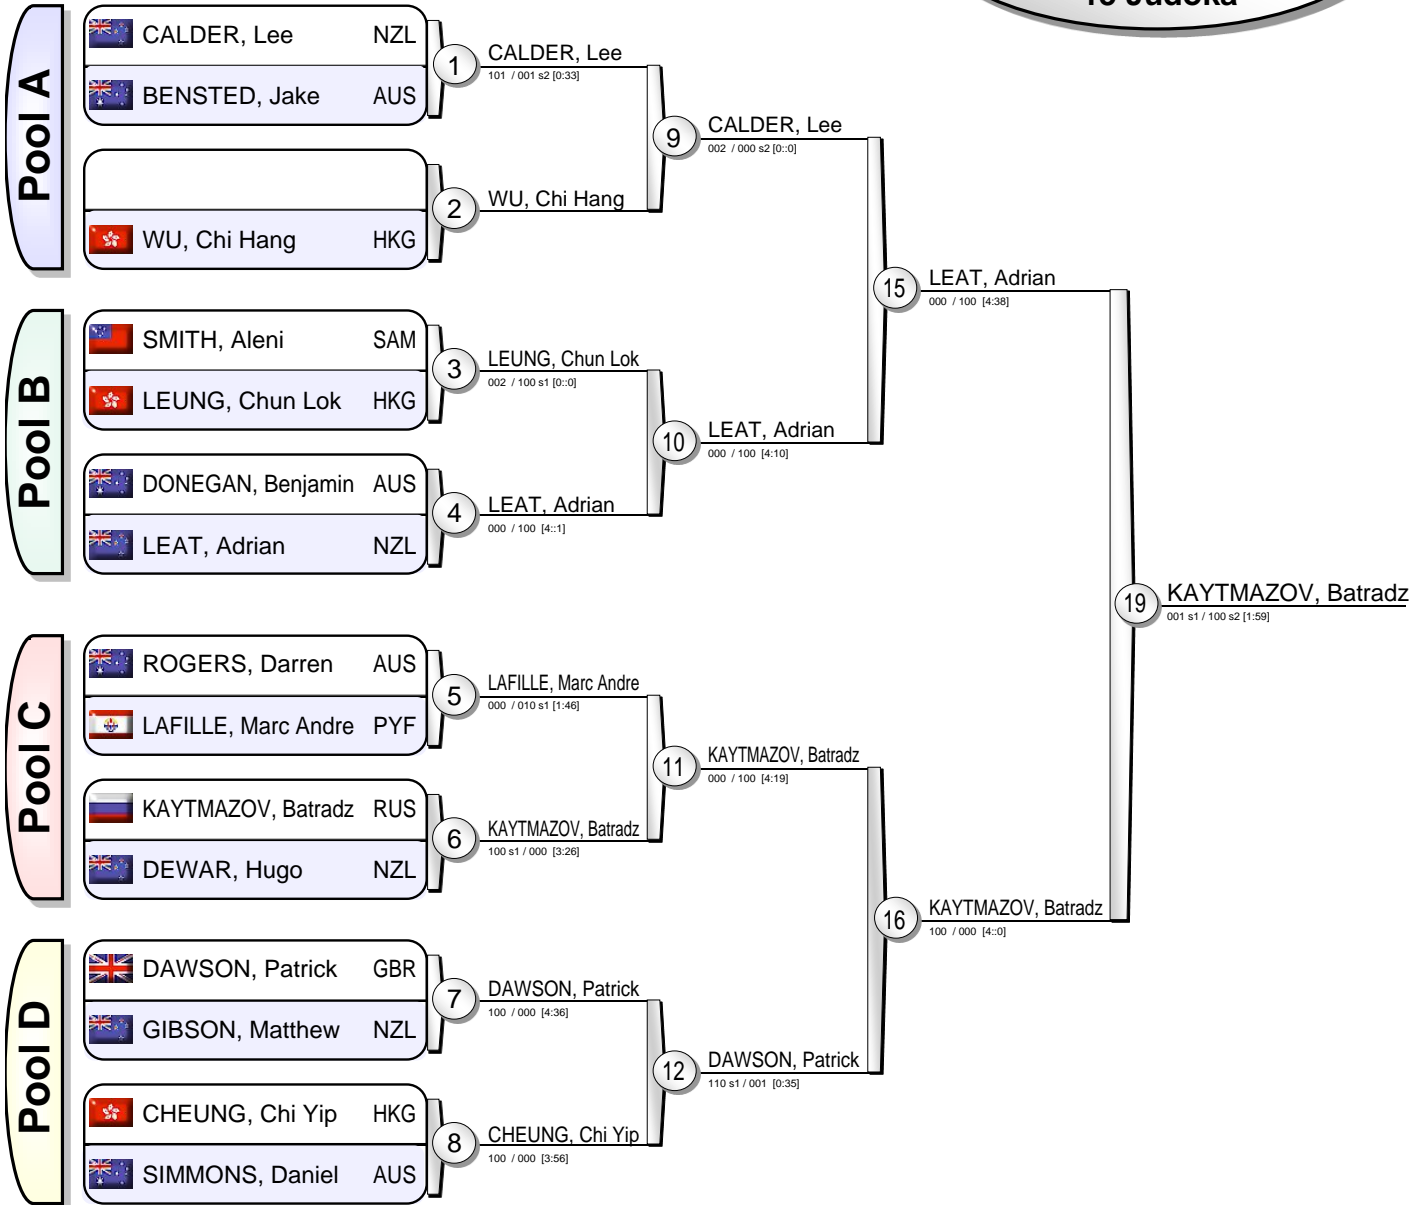 15 Judoka
Pool A
CALDER, Lee NZL
BENSTED, Jake AUS
1
CALDER, Lee
101 / 001 s2 [0:33]
WU, Chi Hang HKG
2
WU, Chi Hang
9
CALDER, Lee
002 / 000 s2 [0::0]
Pool B
SMITH, Aleni SAM
LEUNG, Chun Lok HKG
3
LEUNG, Chun Lok
002 / 100 s1 [0::0]
DONEGAN, Benjamin AUS
LEAT, Adrian NZL
4
LEAT, Adrian
000 / 100 [4::1]
10
LEAT, Adrian
000 / 100 [4:10]
15
LEAT, Adrian
000 / 100 [4:38]
Pool C
ROGERS, Darren AUS
LAFILLE, Marc Andre PYF
5
LAFILLE, Marc Andre
000 / 010 s1 [1:46]
KAYTMAZOV, Batradz RUS
DEWAR, Hugo NZL
6
KAYTMAZOV, Batradz
100 s1 / 000 [3:26]
11
KAYTMAZOV, Batradz
000 / 100 [4:19]
Pool D
DAWSON, Patrick GBR
GIBSON, Matthew NZL
7
DAWSON, Patrick
100 / 000 [4:36]
CHEUNG, Chi Yip HKG
SIMMONS, Daniel AUS
8
CHEUNG, Chi Yip
100 / 000 [3:56]
12
DAWSON, Patrick
110 s1 / 001 [0:35]
16
KAYTMAZOV, Batradz
100 / 000 [4::0]
19
KAYTMAZOV, Batradz
001 s1 / 100 s2 [1:59]